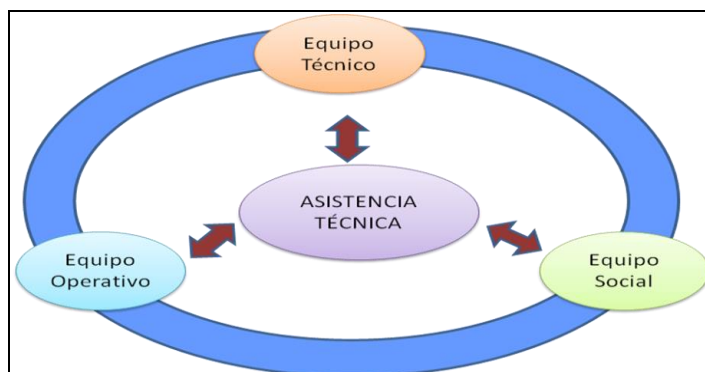 Equipo
Técnico
ASISTENCIA
TÉCNICA
Equipo
Operativo
Equipo
Social